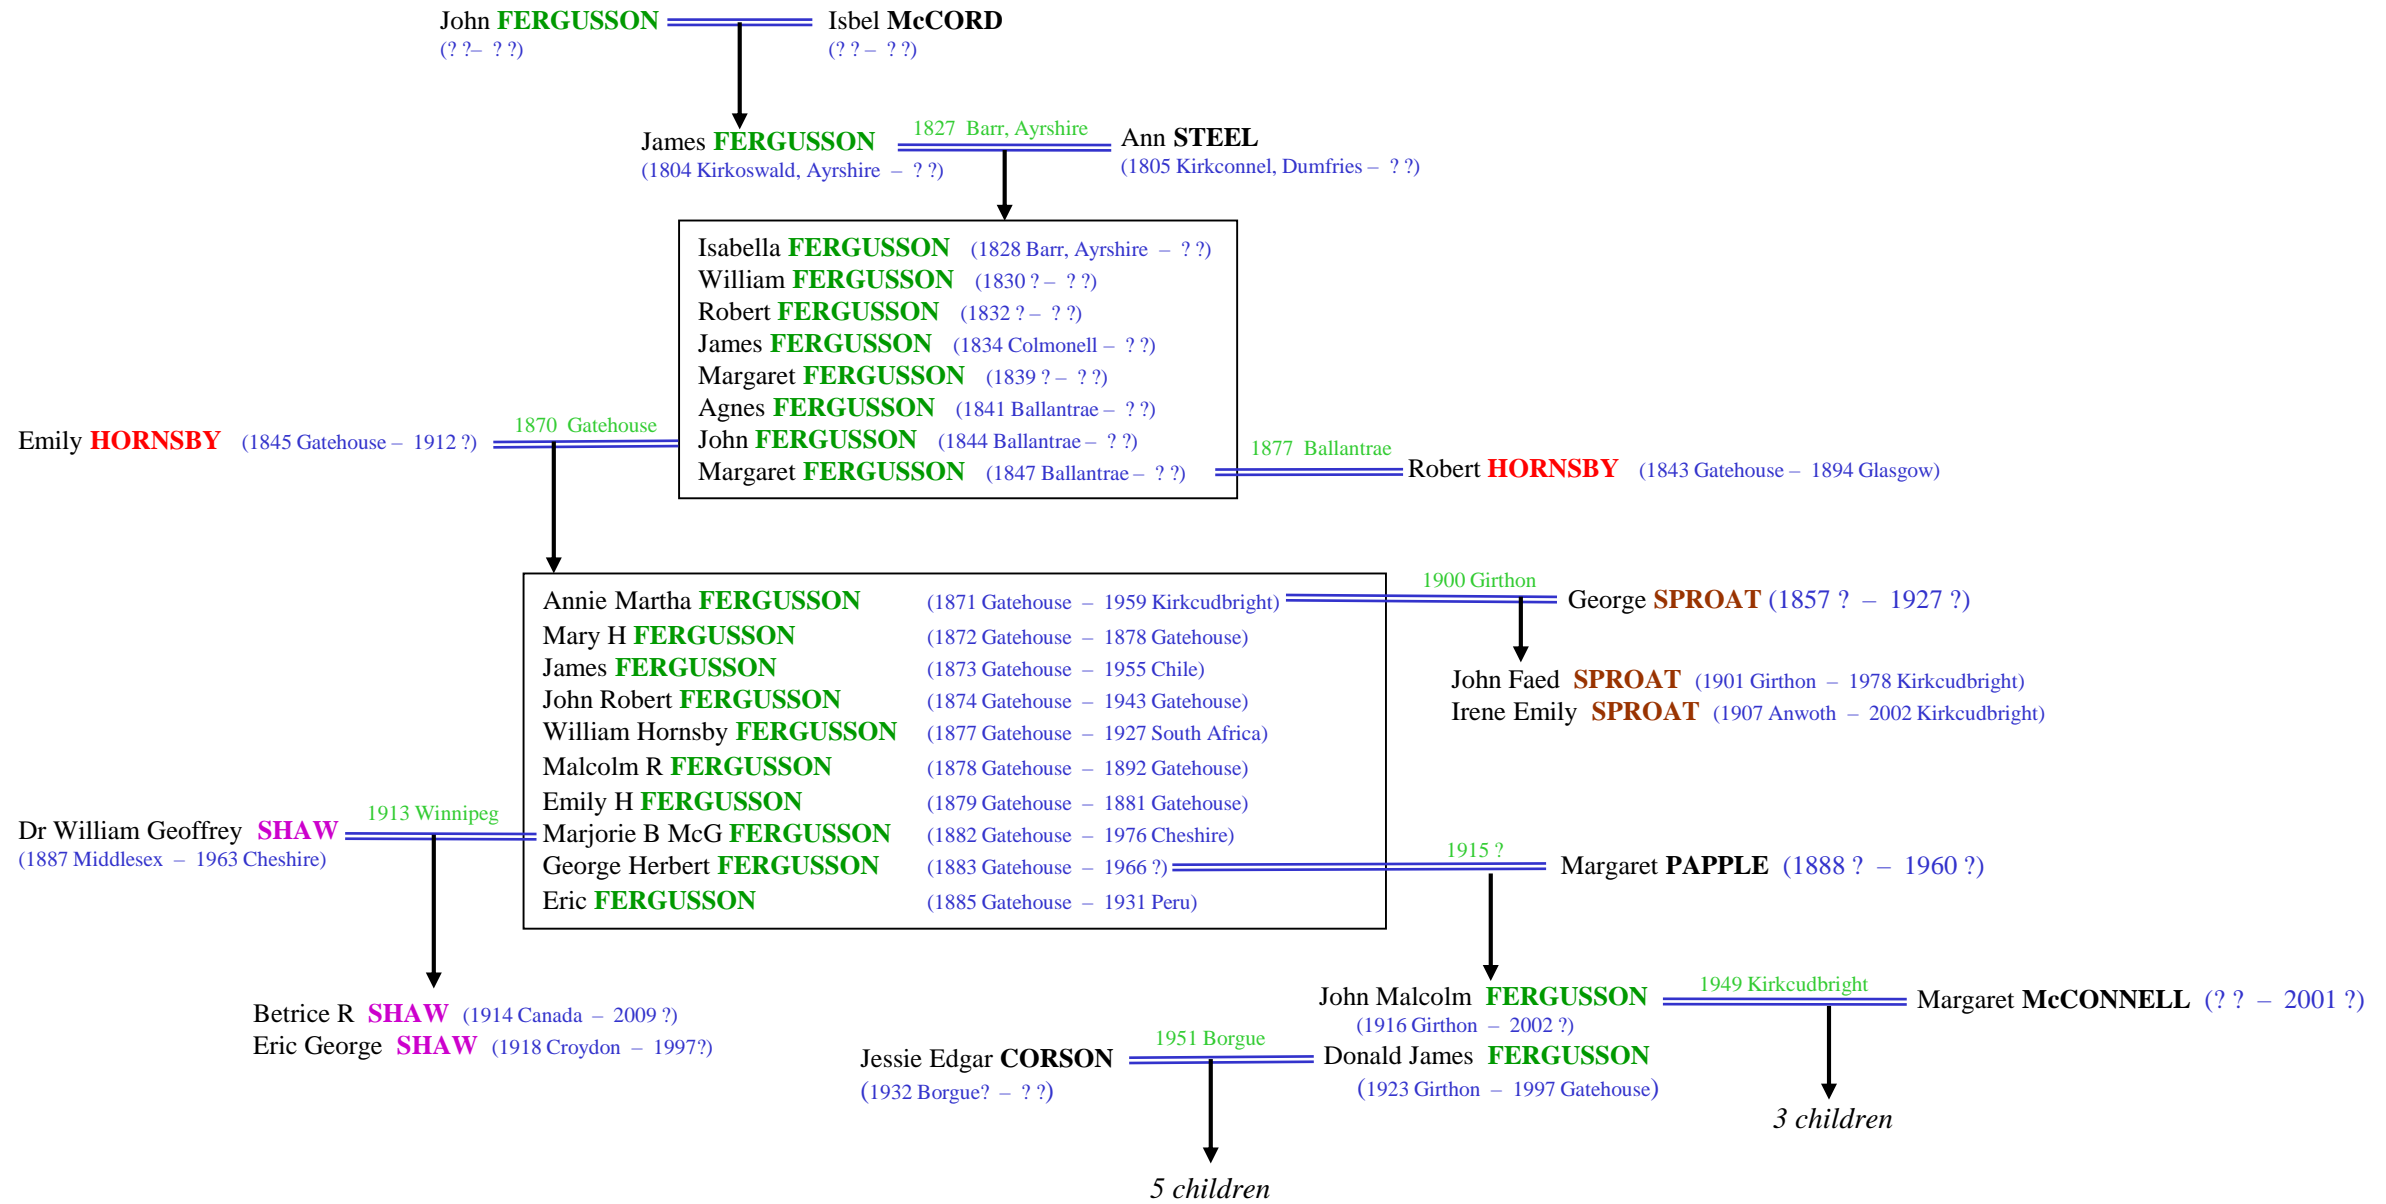 John FERGUSSON
(? ?– ? ?)
Isbel McCORD
(? ? – ? ?)
James FERGUSSON
(1804 Kirkoswald, Ayrshire – ? ?)
1827 Barr, Ayrshire
Ann STEEL
(1805 Kirkconnel, Dumfries – ? ?)
Isabella FERGUSSON (1828 Barr, Ayrshire – ? ?)
William FERGUSSON (1830 ? – ? ?)
Robert FERGUSSON (1832 ? – ? ?)
James FERGUSSON (1834 Colmonell – ? ?)
Margaret FERGUSSON (1839 ? – ? ?)
Agnes FERGUSSON (1841 Ballantrae – ? ?)
John FERGUSSON (1844 Ballantrae – ? ?)
Margaret FERGUSSON (1847 Ballantrae – ? ?)
Emily HORNSBY (1845 Gatehouse – 1912 ?)
1870 Gatehouse
1877 Ballantrae
Robert HORNSBY (1843 Gatehouse – 1894 Glasgow)
Annie Martha FERGUSSON (1871 Gatehouse – 1959 Kirkcudbright)
Mary H FERGUSSON (1872 Gatehouse – 1878 Gatehouse)
James FERGUSSON (1873 Gatehouse – 1955 Chile)
John Robert FERGUSSON (1874 Gatehouse – 1943 Gatehouse)
William Hornsby FERGUSSON (1877 Gatehouse – 1927 South Africa)
Malcolm R FERGUSSON (1878 Gatehouse – 1892 Gatehouse)
Emily H FERGUSSON (1879 Gatehouse – 1881 Gatehouse)
Marjorie B McG FERGUSSON (1882 Gatehouse – 1976 Cheshire)
George Herbert FERGUSSON (1883 Gatehouse – 1966 ?)
Eric FERGUSSON (1885 Gatehouse – 1931 Peru)
1900 Girthon
George SPROAT (1857 ? – 1927 ?)
John Faed SPROAT (1901 Girthon – 1978 Kirkcudbright)
Irene Emily SPROAT (1907 Anwoth – 2002 Kirkcudbright)
Dr William Geoffrey SHAW
(1887 Middlesex – 1963 Cheshire)
1913 Winnipeg
1915 ?
Margaret PAPPLE (1888 ? – 1960 ?)
Betrice R SHAW (1914 Canada – 2009 ?)
Eric George SHAW (1918 Croydon – 1997?)
John Malcolm FERGUSSON
(1916 Girthon – 2002 ?)
1949 Kirkcudbright
Margaret McCONNELL (? ? – 2001 ?)
Jessie Edgar CORSON
(1932 Borgue? – ? ?)
1951 Borgue
Donald James FERGUSSON
(1923 Girthon – 1997 Gatehouse)
3 children
5 children